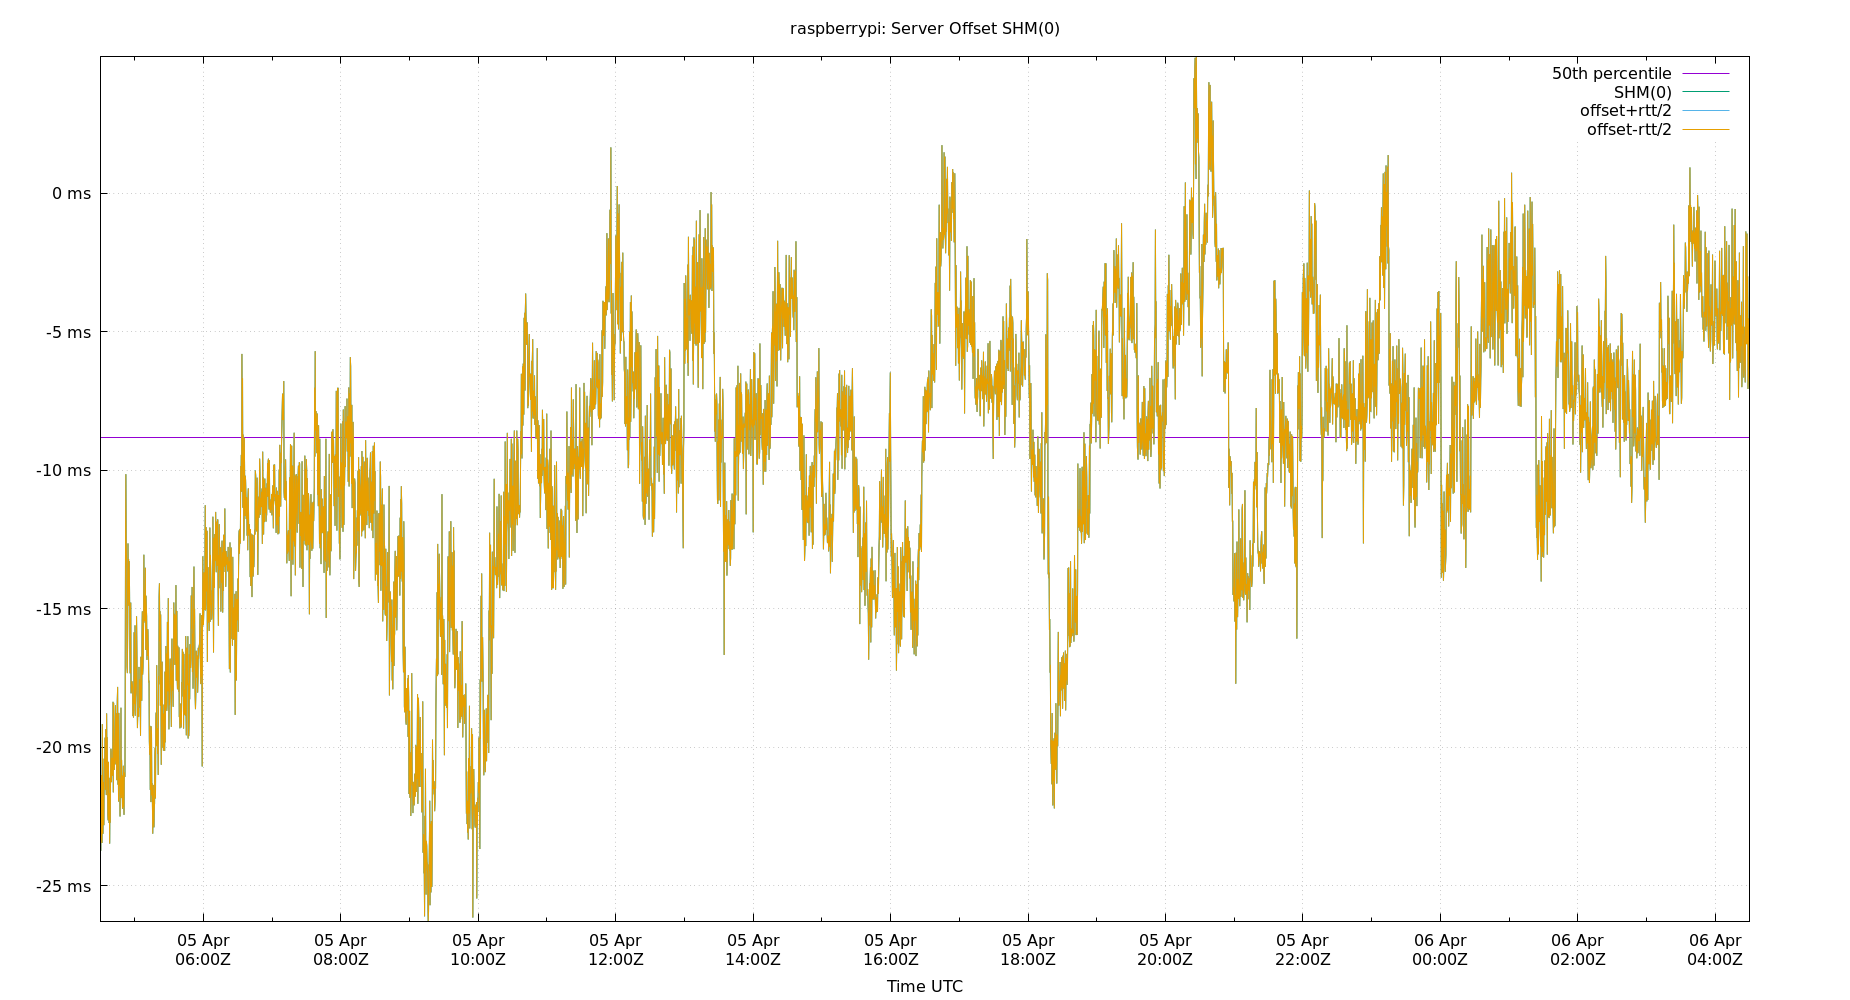 raspberrypi: Server Offset SHM(0)
50th percentile
SHM(0)
offset+rtt/2
offset-rtt/2
0 ms
-5 ms
-10 ms
-15 ms
-20 ms
-25 ms
05 Apr 05 Apr 05 Apr 05 Apr 05 Apr 05 Apr 05 Apr 05 Apr 05 Apr 06 Apr 06 Apr 06 Apr
06:00Z 08:00Z 10:00Z 12:00Z 14:00Z 16:00Z 18:00Z 20:00Z 22:00Z 00:00Z 02:00Z 04:00Z
Time UTC